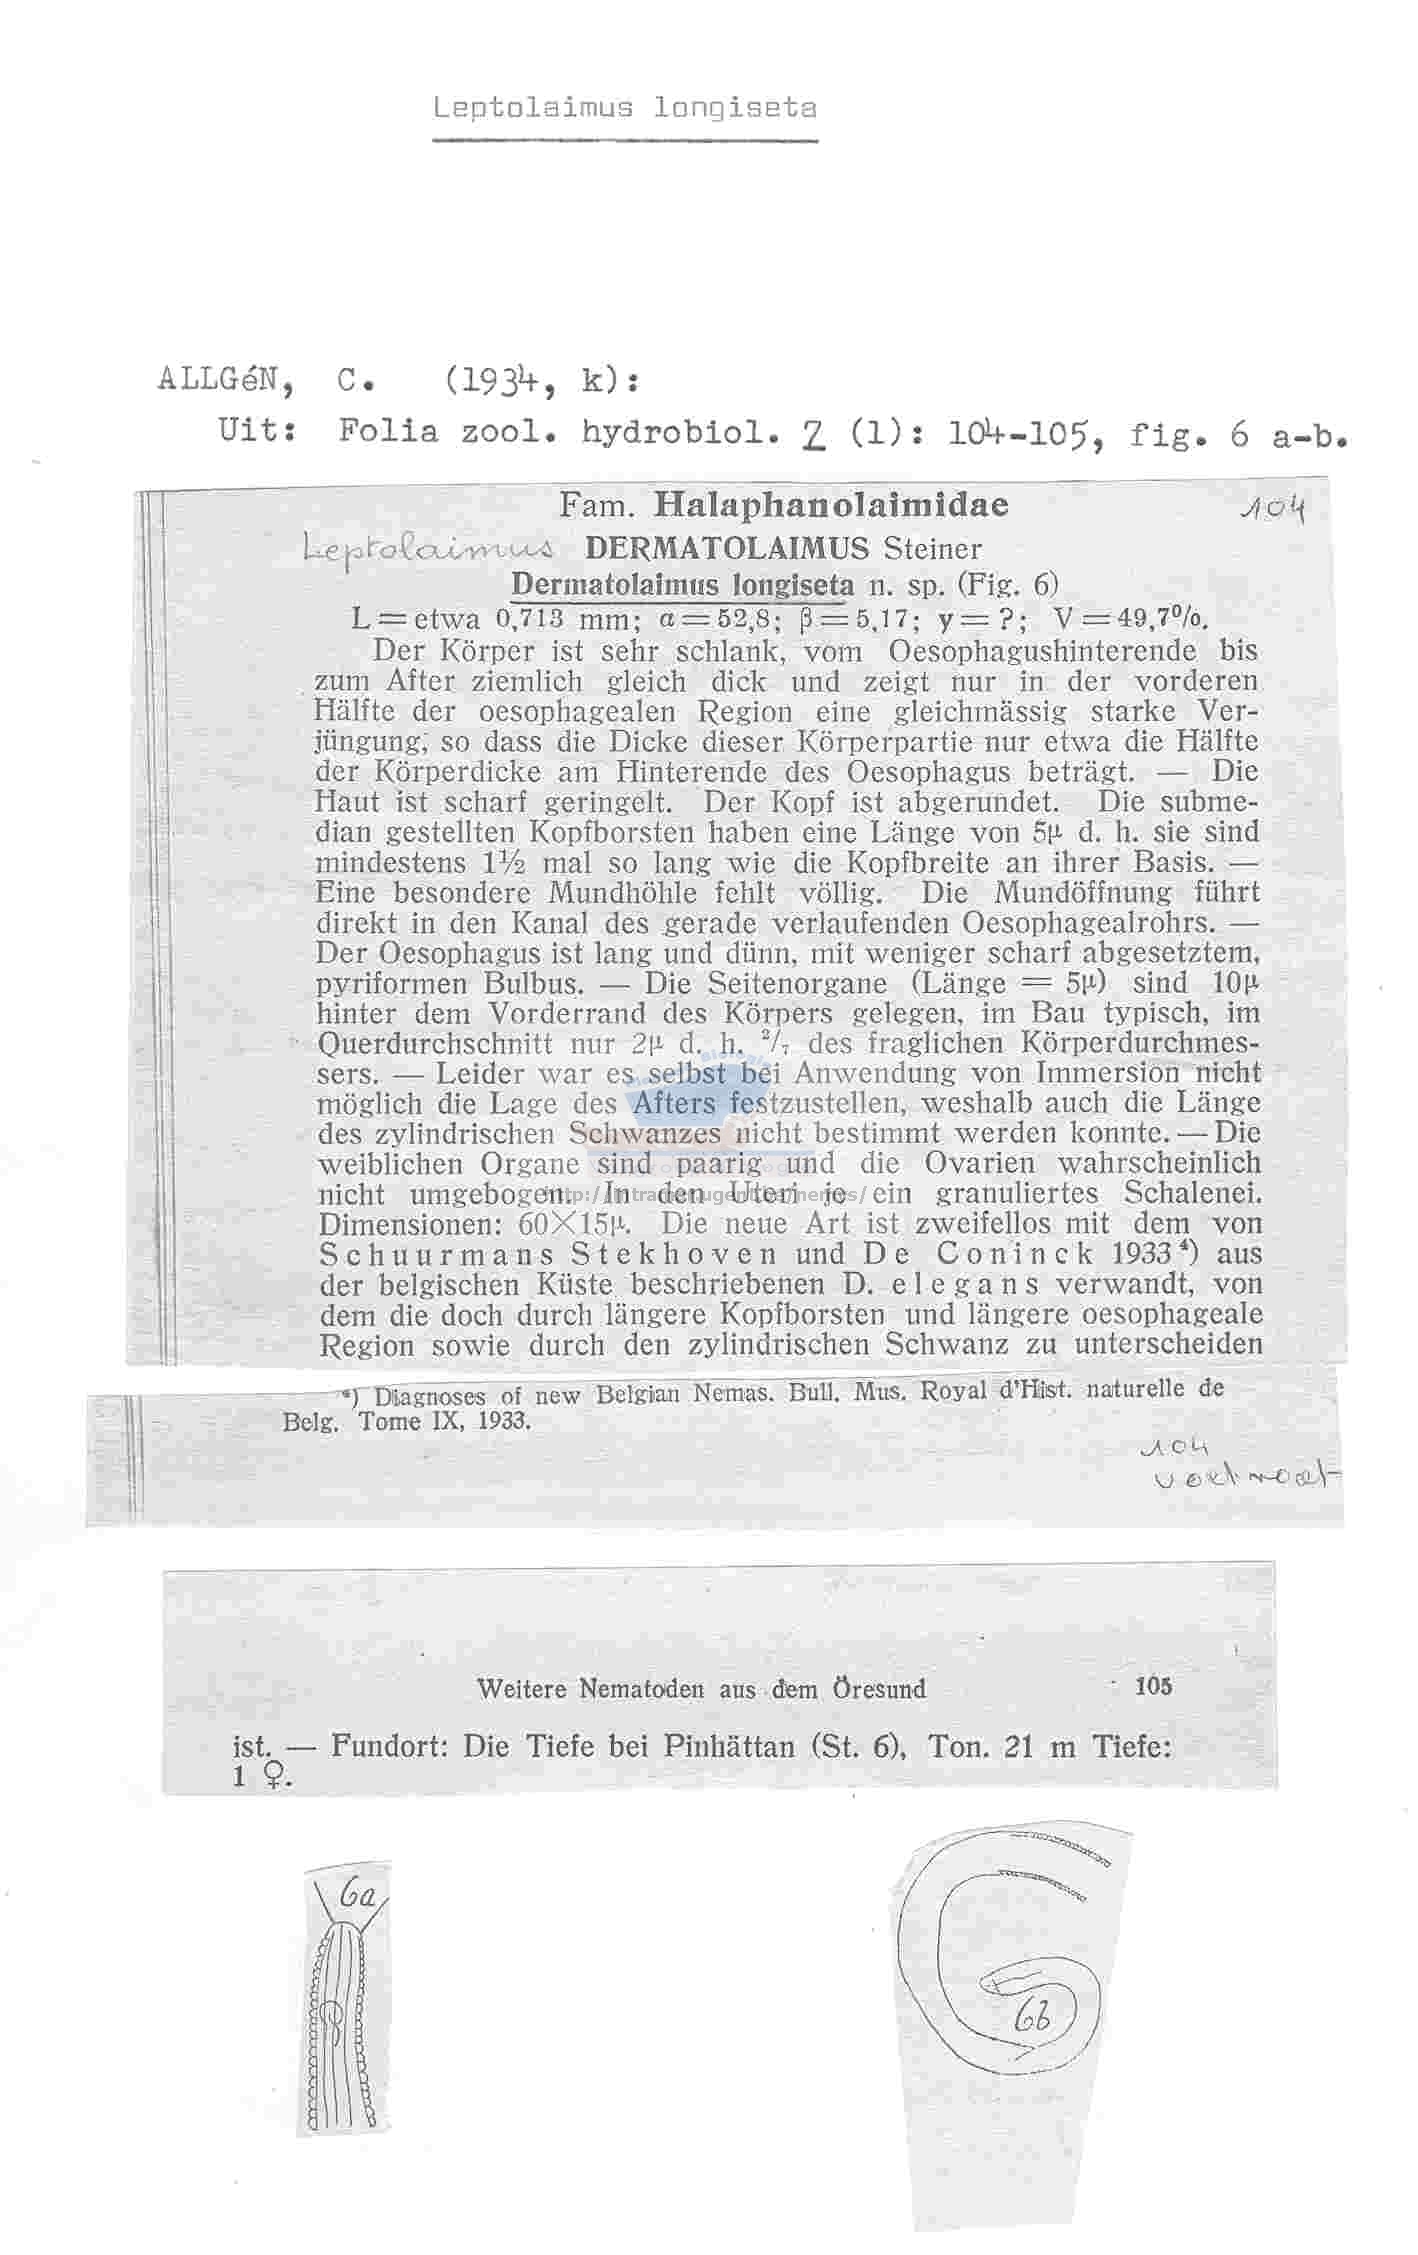 Leptolaimus longiseta
ALLGéN, C. (1934, k):
Uit: Folia zool. hydrobiol. 7 (1): 104-105, fig. 6 a-b.
Fam. Halaphanolaimidae 104
Leptolaimus DERMATOLAIMUS Steiner
Dermatolaimus longiseta n. sp. (Fig. 6)
L = etwa 0,713 mm; α = 52,8; β = 5,17; y = ?; V = 49,7%.
Der Körper ist sehr schlank, vom Oesophagushinterende bis
zum After ziemlich gleich dick und zeigt nur in der vorderen
Hälfte der oesophagealen Region eine gleichmässig starke Ver-
jüngung, so dass die Dicke dieser Körperpartie nur etwa die Hälfte
der Körperdicke am Hinterende des Oesophagus beträgt. — Die
Haut ist scharf geringelt. Der Kopf ist abgerundet. Die subme-
dian gestellten Kopfborsten haben eine Länge von 5µ d. h. sie sind
mindestens 1½ mal so lang wie die Kopfbreite an ihrer Basis. —
Eine besondere Mundhöhle fehlt völlig. Die Mundöffnung führt
direkt in den Kanal des gerade verlaufenden Oesophagealrohrs. —
Der Oesophagus ist lang und dünn, mit weniger scharf abgesetztem,
pyriformen Bulbus. — Die Seitenorgane (Länge = 5µ) sind 10µ
hinter dem Vorderrand des Körpers gelegen, im Bau typisch, im
Querdurchschnitt nur 2µ d. h. 2/7 des fraglichen Körperdurchmes-
sers. — Leider war es selbst bei Anwendung von Immersion nicht
möglich die Lage des Afters festzustellen, weshalb auch die Länge
des zylindrischen Schwanzes nicht bestimmt werden konnte. — Die
weiblichen Organe sind paarig und die Ovarien wahrscheinlich
nicht umgebogen. In den Uteri je ein granuliertes Schalenei.
Dimensionen: 60×15µ. Die neue Art ist zweifellos mit dem von
Schuurmans Stekhoven und De Coninck 1933 ⁴) aus
der belgischen Küste beschriebenen D. elegans verwandt, von
dem die doch durch längere Kopfborsten und längere oesophageale
Region sowie durch den zylindrischen Schwanz zu unterscheiden
⁴) Diagnoses of new Belgian Nemas. Bull. Mus. Royal d'Hist. naturelle de
Belg. Tome IX, 1933.
104
voetnoot
Weitere Nematoden aus dem Öresund 105
ist. — Fundort: Die Tiefe bei Pinhättan (St. 6), Ton. 21 m Tiefe:
1 ♀.
6a
6b